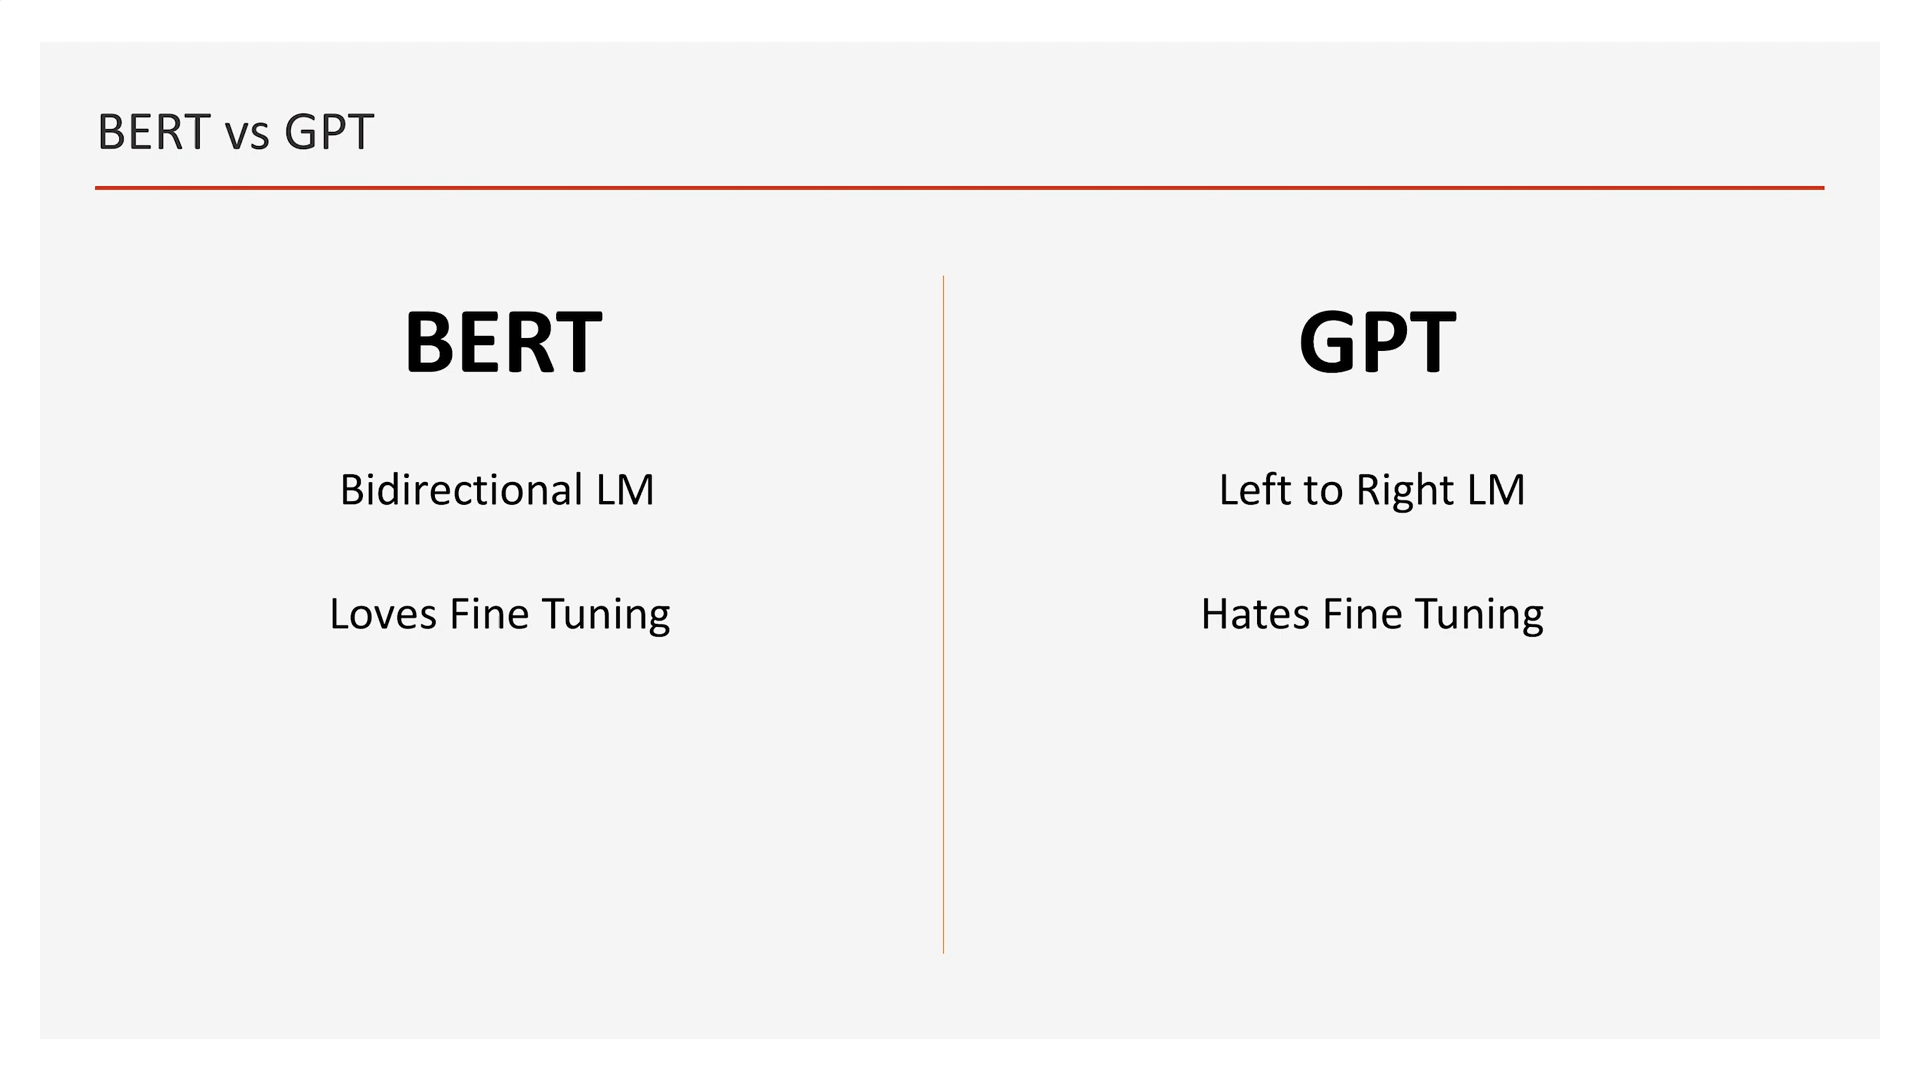 BERT vs GPT
BERT
Bidirectional LM
Loves Fine Tuning
GPT
Left to Right LM
Hates Fine Tuning